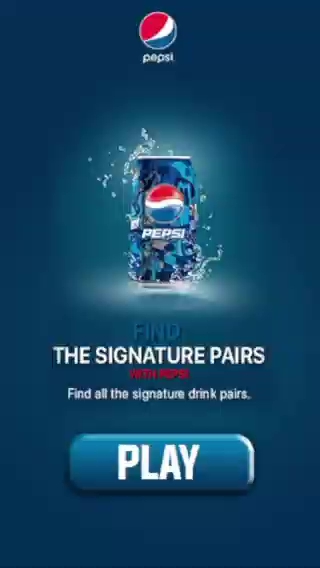 pepsi
PEPSI
FIND
THE SIGNATURE PAIRS
WITH PEPSI
Find all the signature drink pairs.
PLAY